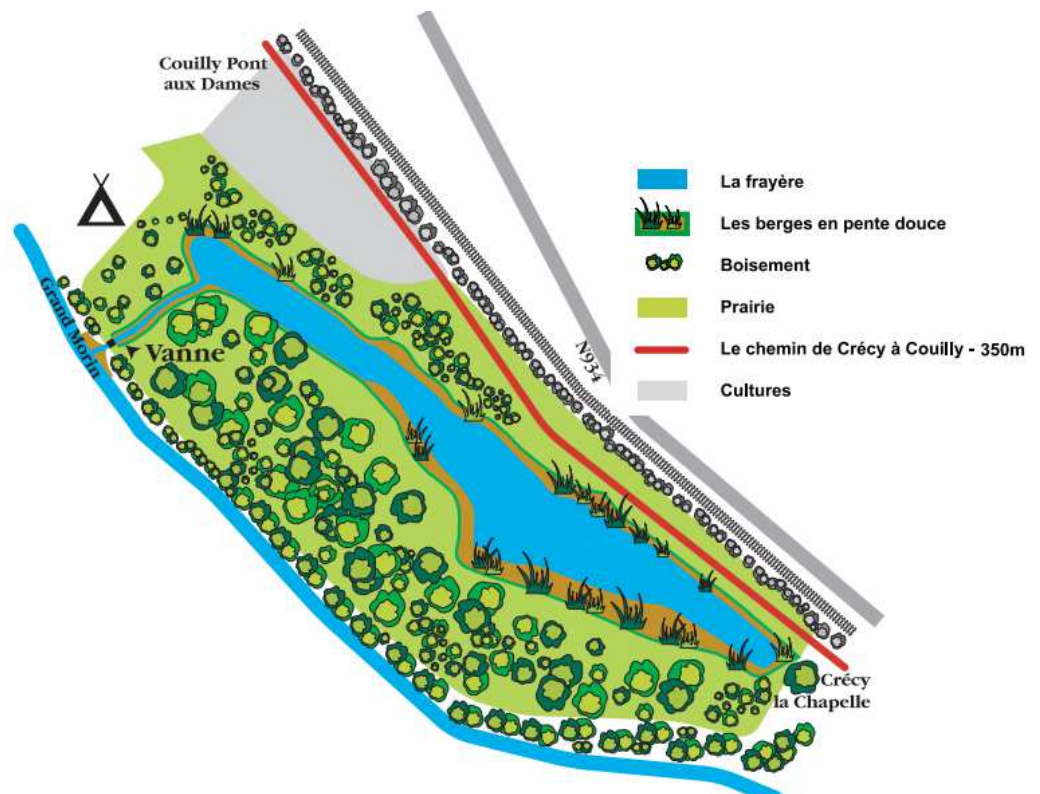 Couilly Pont
aux Dames
La frayère
Les berges en pente douce
Boisement
Prairie
Le chemin de Crécy à Couilly - 350m
Cultures
N934
Grand Morin
Vanne
Crécy
la Chapelle